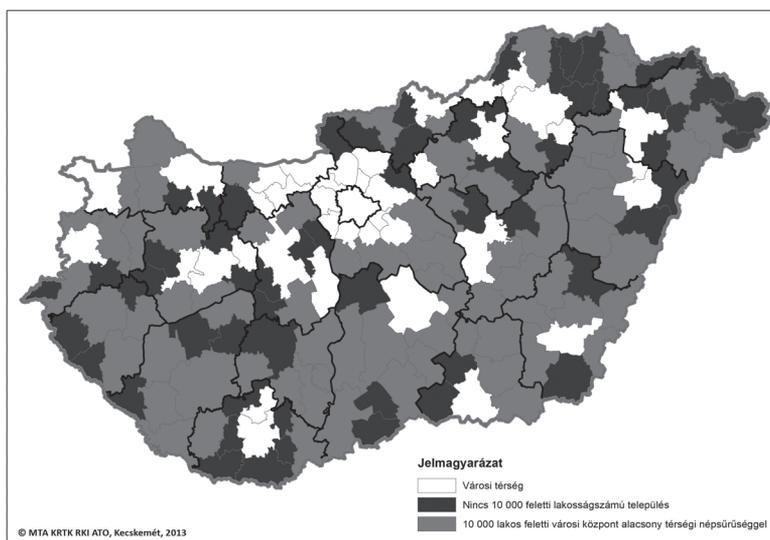 Jelmagyarázat
Városi térség
Nincs 10 000 feletti lakosságszámú település
10 000 lakos feletti városi központ alacsony térségi népsűrűséggel
© MTA KRTK RKI ATO, Kecskemét, 2013